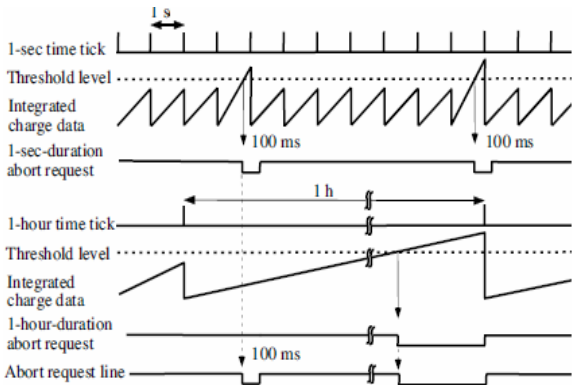 1 s
1-sec time tick
Threshold level
Integrated
charge data
100 ms
100 ms
1-sec-duration
abort request
1 h
1-hour time tick
Threshold level
Integrated
charge data
1-hour-duration
abort request
100 ms
Abort request line